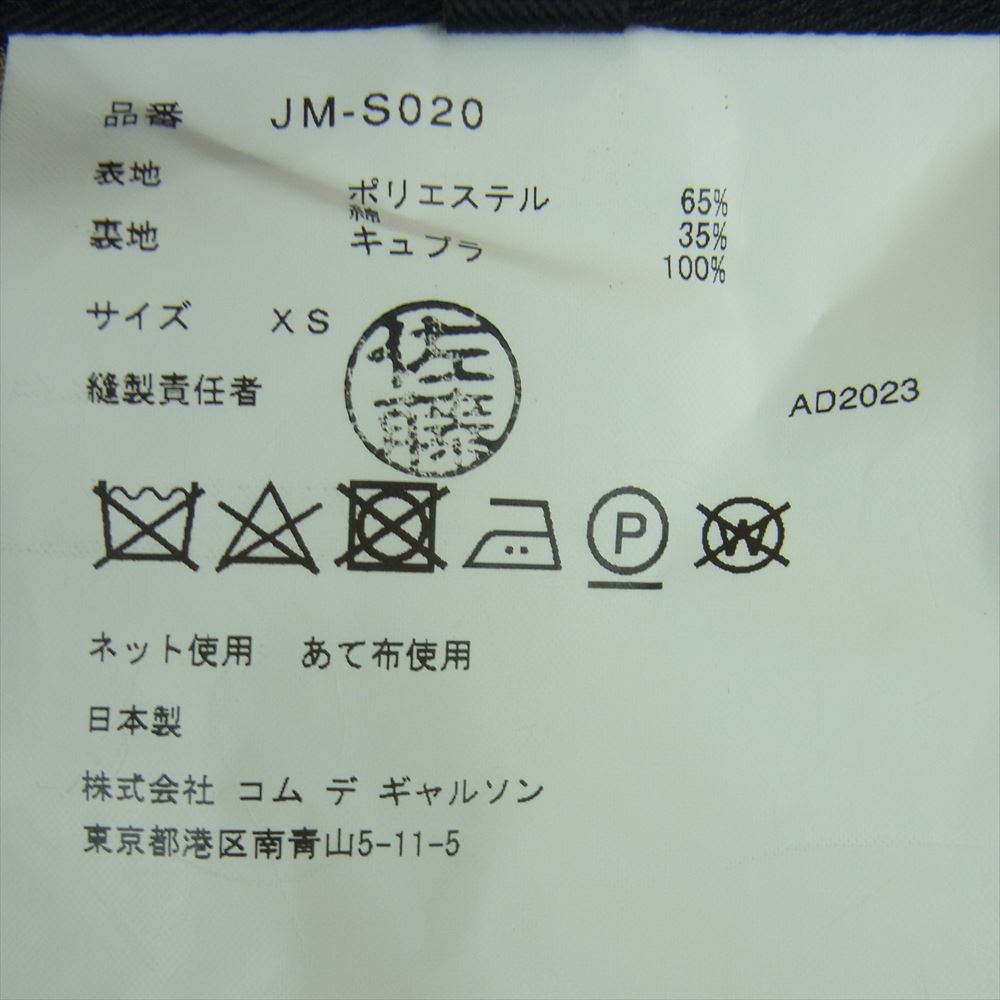 品番 JM-S020
表地 ポリエステル 65%
綿 35%
裏地 キュプラ 100%
サイズ XS
佐藤
縫製責任者
AD2023
P W
ネット使用 あて布使用
日本製
株式会社 コム デ ギャルソン
東京都港区南青山5-11-5